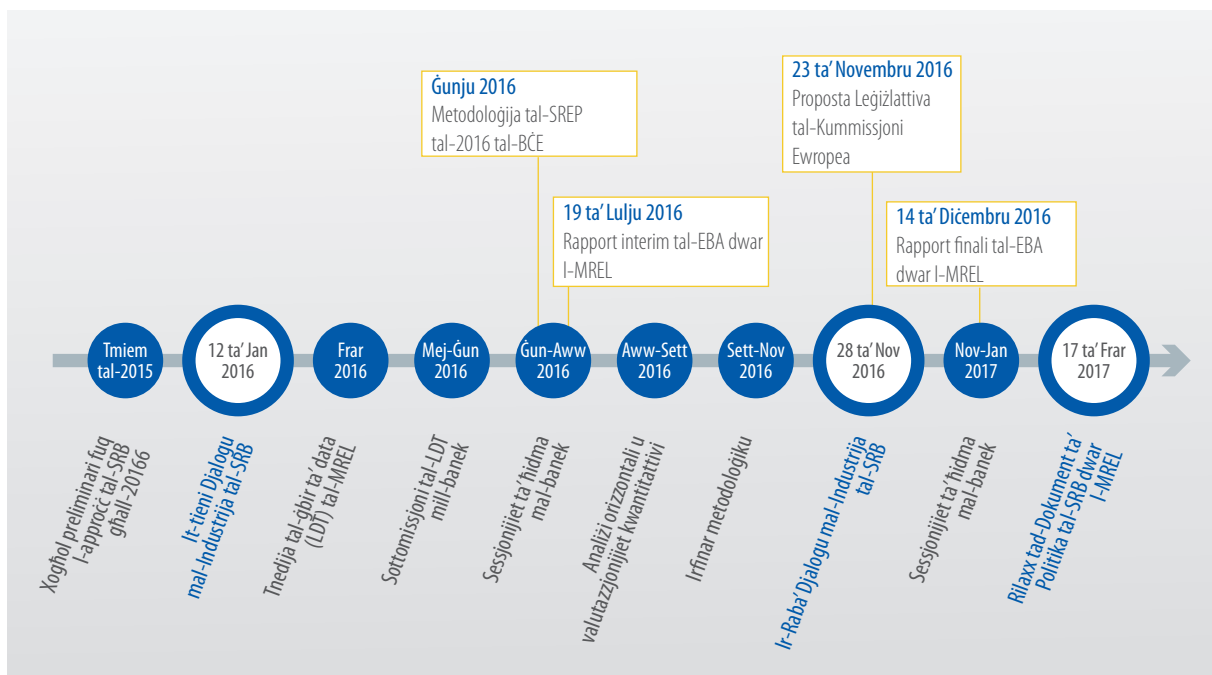 Ġunju 2016
Metodoloġija tal-SREP
tal-2016 tal-BĊE
23 ta' Novembru 2016
Proposta Leġiżlattiva
tal-Kummissjoni
Ewropea
19 ta' Lulju 2016
Rapport interim tal-EBA dwar
l-MREL
14 ta' Diċembru 2016
Rapport finali tal-EBA
dwar l-MREL
Tmiem
tal-2015
12 ta' Jan
2016
Frar
2016
Mej-Ġun
2016
Ġun-Aww
2016
Aww-Sett
2016
Sett-Nov
2016
28 ta' Nov
2016
Nov-Jan
2017
17 ta' Frar
2017
Xogħol preliminari fuq
l-approċċ tal-SRB
għall-20166
It-tieni Djalogu
mal-Industrija tal-SRB
Tnedija tal-ġbir ta' data
(LDT) tal-MREL
Sottomissjoni tal-LDT
mill-banek
Sessjonijiet ta' ħidma
mal-banek
Analiżi orizzontali u
valutazzjonijiet kwantitattivi
Irfinar metodoloġiku
Ir-Raba' Djalogu mal-Industrija
tal-SRB
Sessjonijiet ta' ħidma
mal-banek
Rilaxx tad-Dokument ta'
Politika tal-SRB dwar
l-MREL